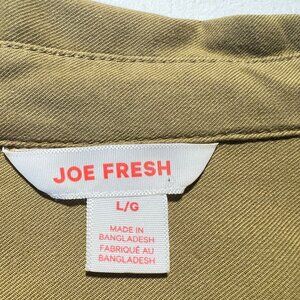 JOE FRESH
L/G
MADE IN
BANGLADESH
FABRIQUÉ AU
BANGLADESH